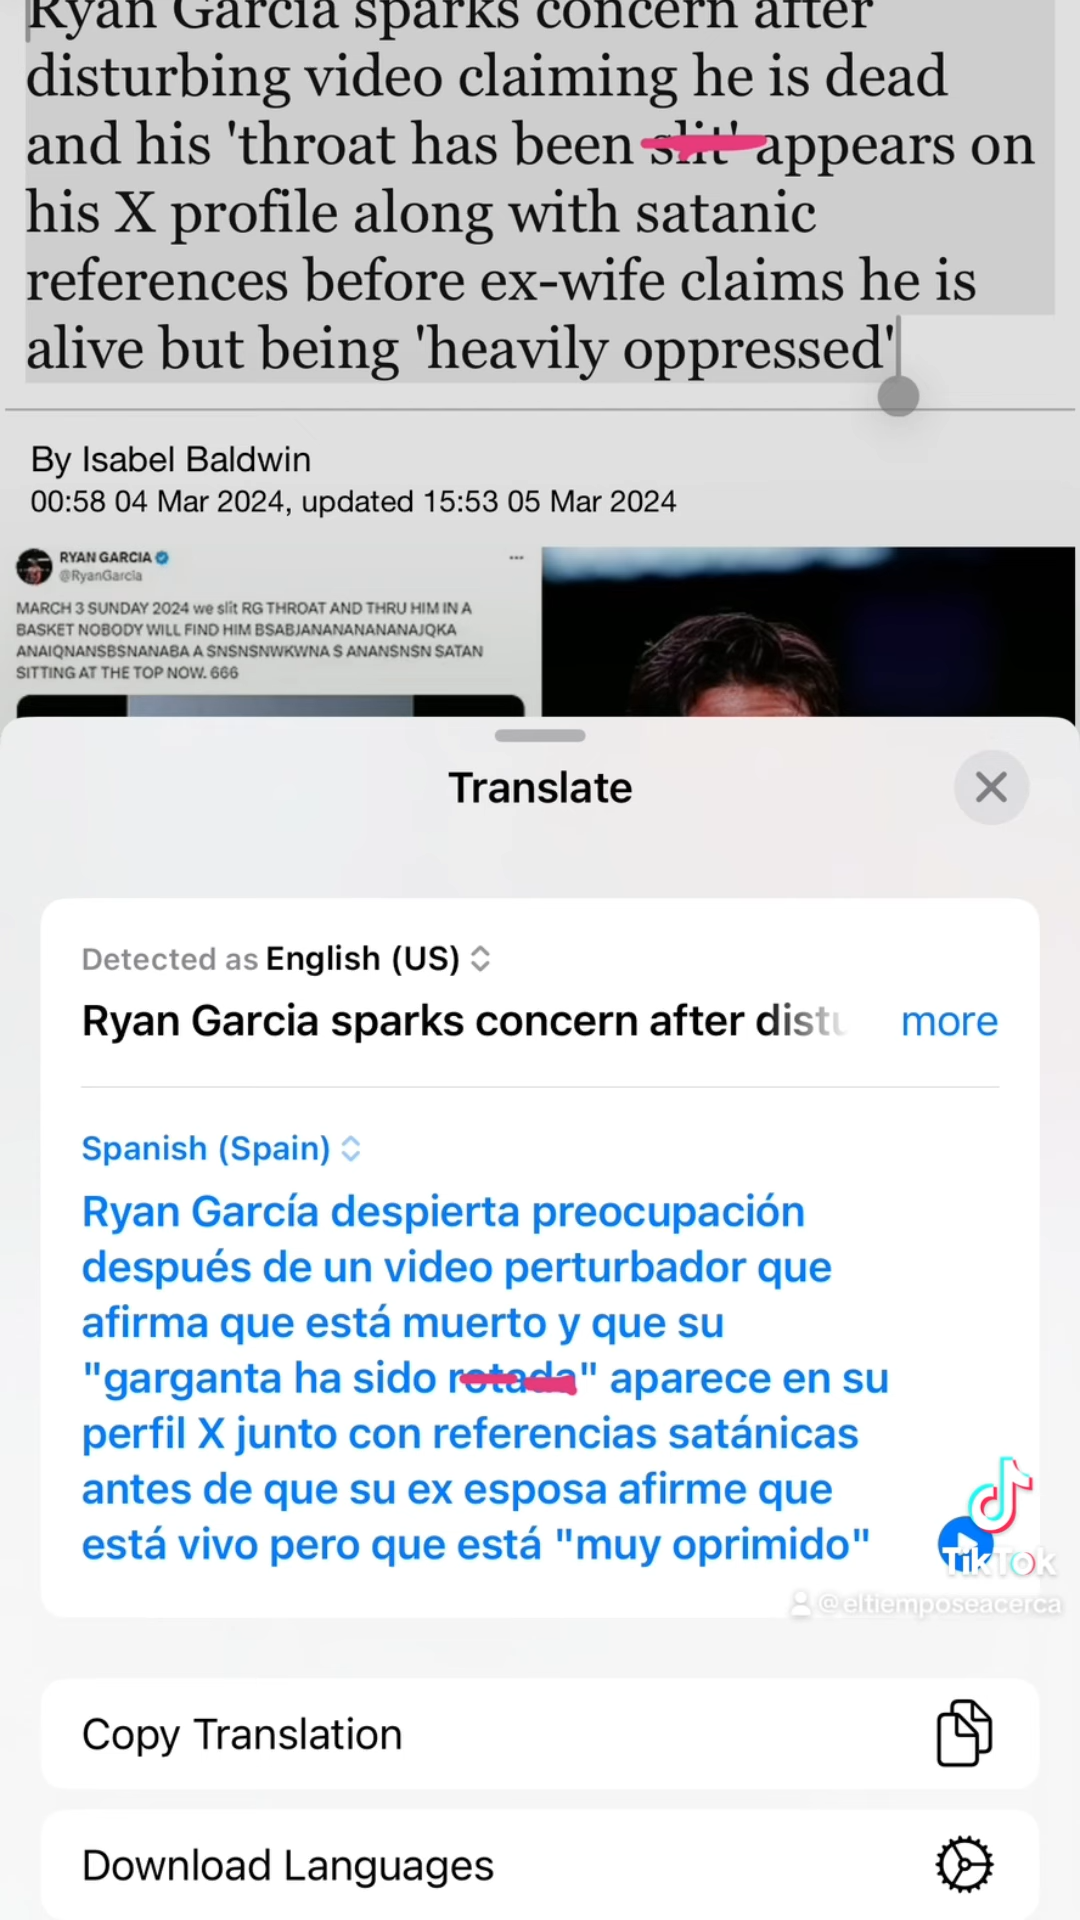 Ryan Garcia sparks concern after
disturbing video claiming he is dead
and his 'throat has been slit' appears on
his X profile along with satanic
references before ex-wife claims he is
alive but being 'heavily oppressed'
By Isabel Baldwin
00:58 04 Mar 2024, updated 15:53 05 Mar 2024
RYAN GARCIA
@RyanGarcia
MARCH 3 SUNDAY 2024 we slit RG THROAT AND THRU HIM IN A
BASKET NOBODY WILL FIND HIM BSABJANANANANANAJQKA
ANAIQNANSBSNANABA A SNSNSNWKWNA S ANANSNSN SATAN
SITTING AT THE TOP NOW. 666
Translate
Detected as English (US)
Ryan Garcia sparks concern after distu more
Spanish (Spain)
Ryan García despierta preocupación
después de un video perturbador que
afirma que está muerto y que su
"garganta ha sido rotada" aparece en su
perfil X junto con referencias satánicas
antes de que su ex esposa afirme que
está vivo pero que está "muy oprimido"
TikTok
@eltiemposeacerca
Copy Translation
Download Languages